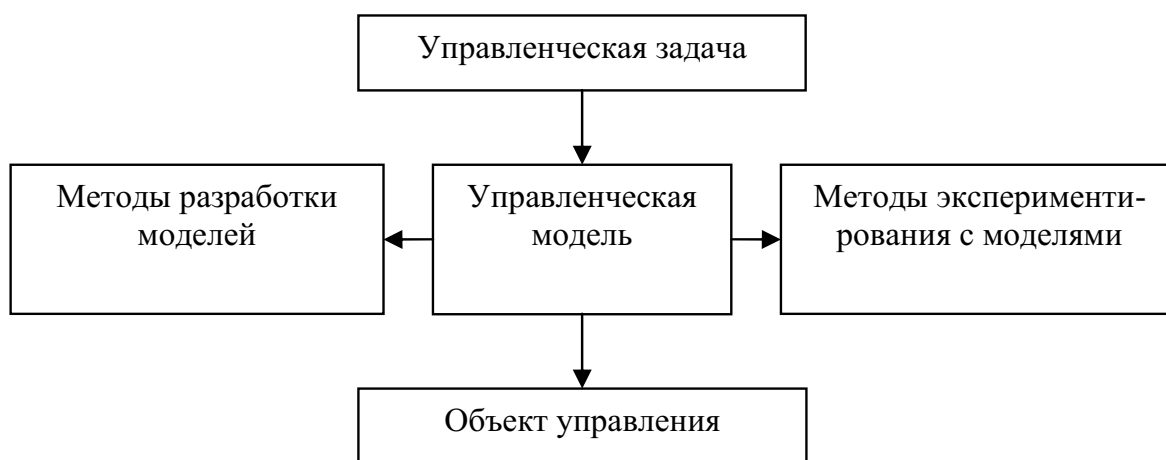 Управленческая задача
Методы разработки
моделей
Управленческая
модель
Методы эксперименти-
рования с моделями
Объект управления